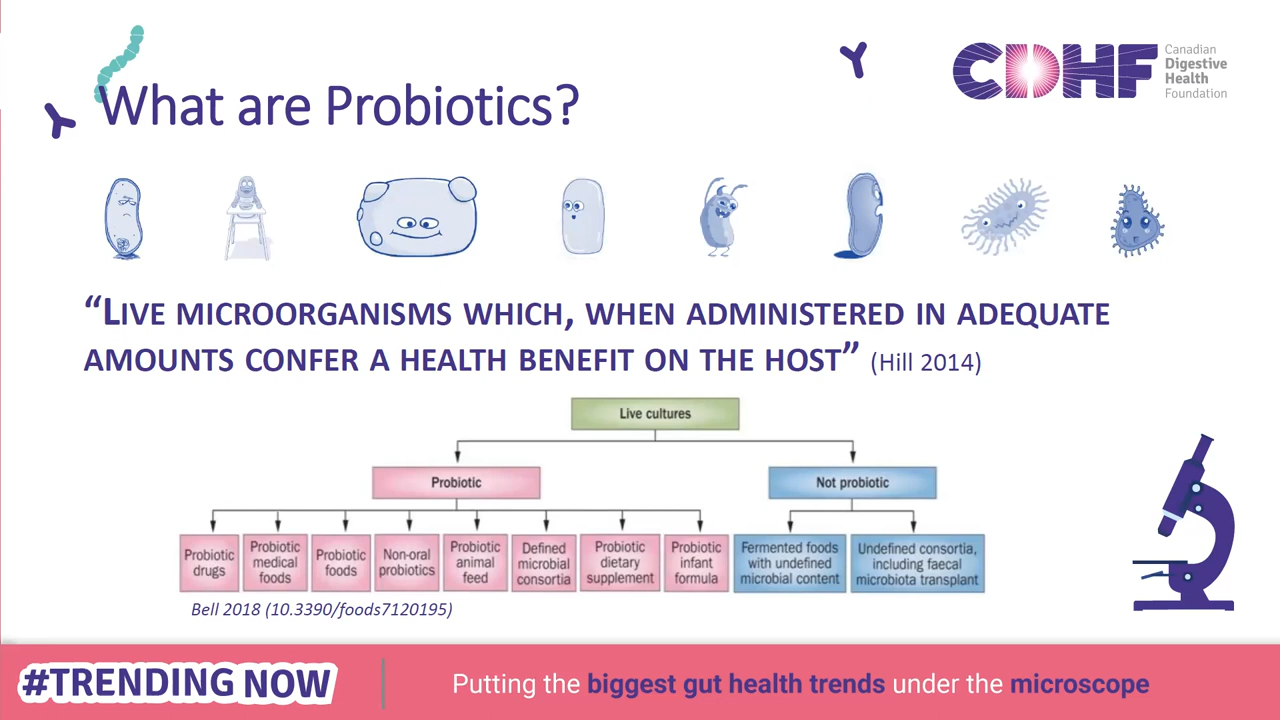 What are Probiotics?
CDHF
Canadian
Digestive
Health
Foundation
“LIVE MICROORGANISMS WHICH, WHEN ADMINISTERED IN ADEQUATE
AMOUNTS CONFER A HEALTH BENEFIT ON THE HOST” (Hill 2014)
Live cultures
Probiotic
Not probiotic
Probiotic
drugs
Probiotic
medical
foods
Probiotic
foods
Non-oral
probiotics
Probiotic
animal
feed
Defined
microbial
consortia
Probiotic
dietary
supplement
Probiotic
infant
formula
Fermented foods
with undefined
microbial content
Undefined consortia,
including faecal
microbiota transplant
Bell 2018 (10.3390/foods7120195)
#TRENDING NOW
Putting the biggest gut health trends under the microscope